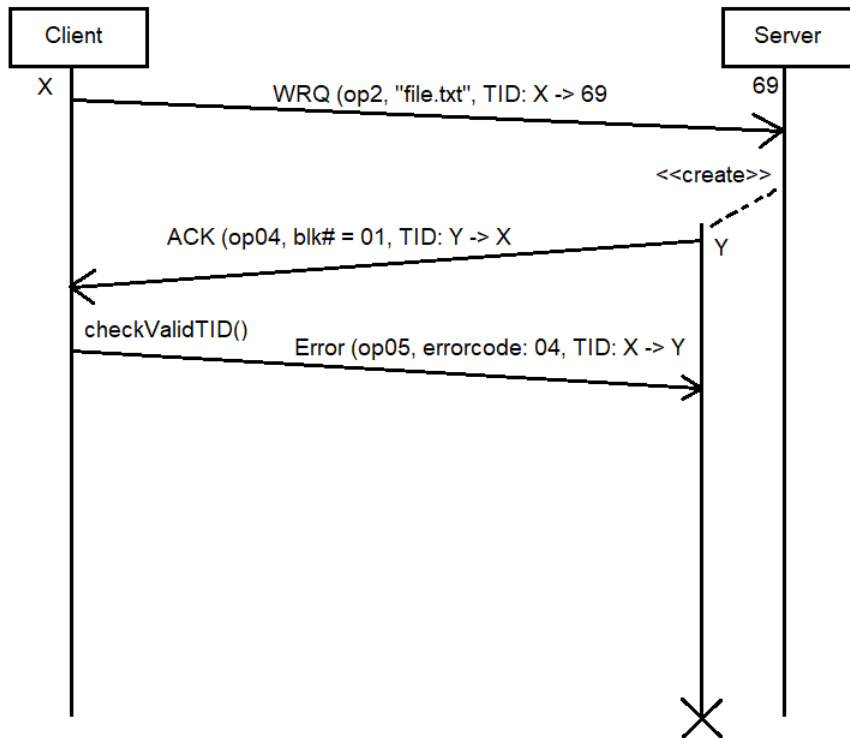 Client
Server
X
WRQ (op2, "file.txt", TID: X -> 69
69
<<create>>
ACK (op04, blk# = 01, TID: Y -> X
Y
checkValidTID()
Error (op05, errorcode: 04, TID: X -> Y